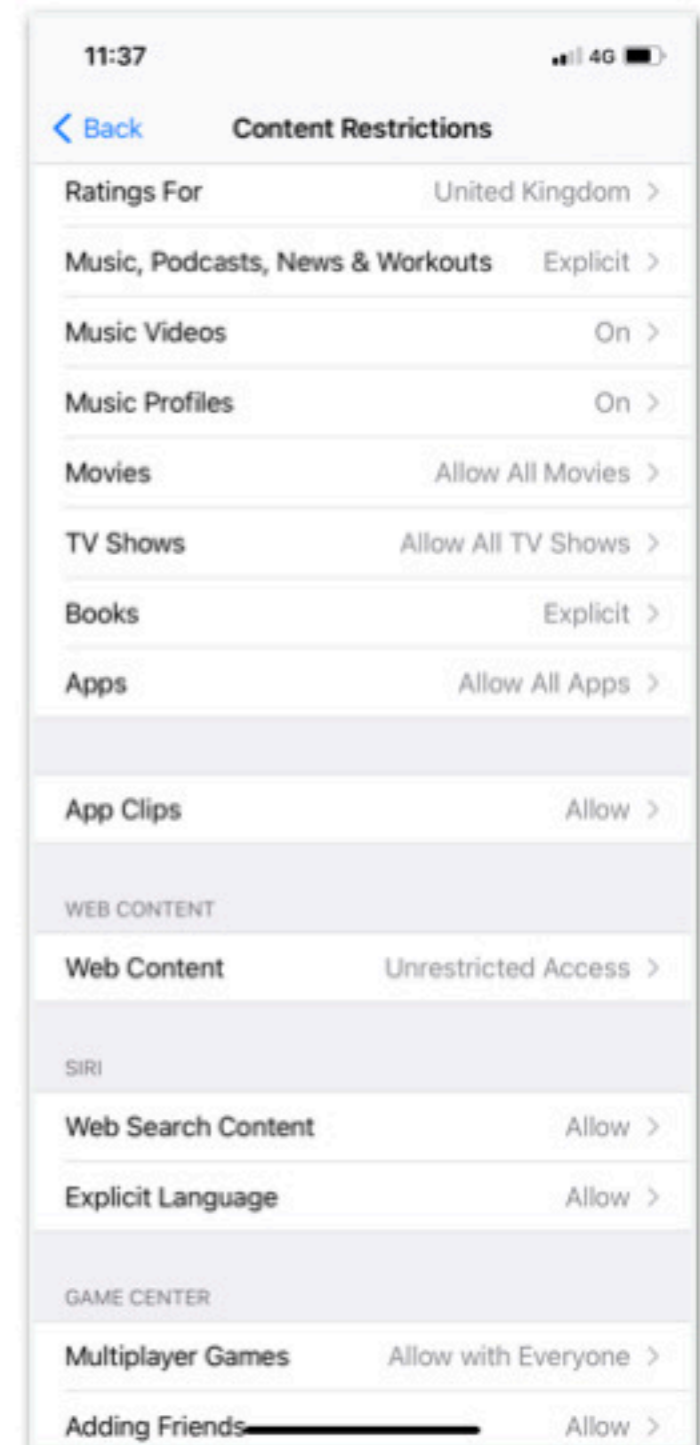 11:37 4G
Back Content Restrictions
Ratings For United Kingdom
Music, Podcasts, News & Workouts Explicit
Music Videos On
Music Profiles On
Movies Allow All Movies
TV Shows Allow All TV Shows
Books Explicit
Apps Allow All Apps
App Clips Allow
WEB CONTENT
Web Content Unrestricted Access
SIRI
Web Search Content Allow
Explicit Language Allow
GAME CENTER
Multiplayer Games Allow with Everyone
Adding Friends Allow